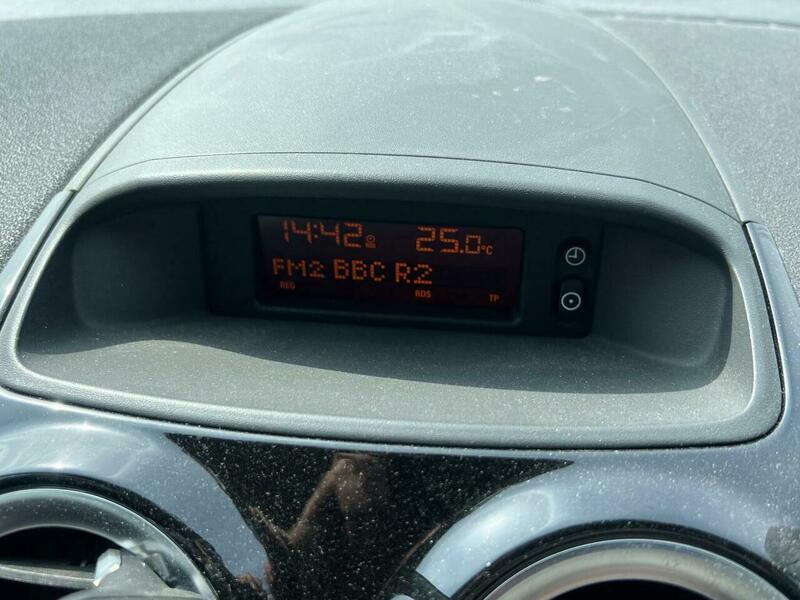 14:42 25.0°C
FM2 BBC R2
REG RDS TP